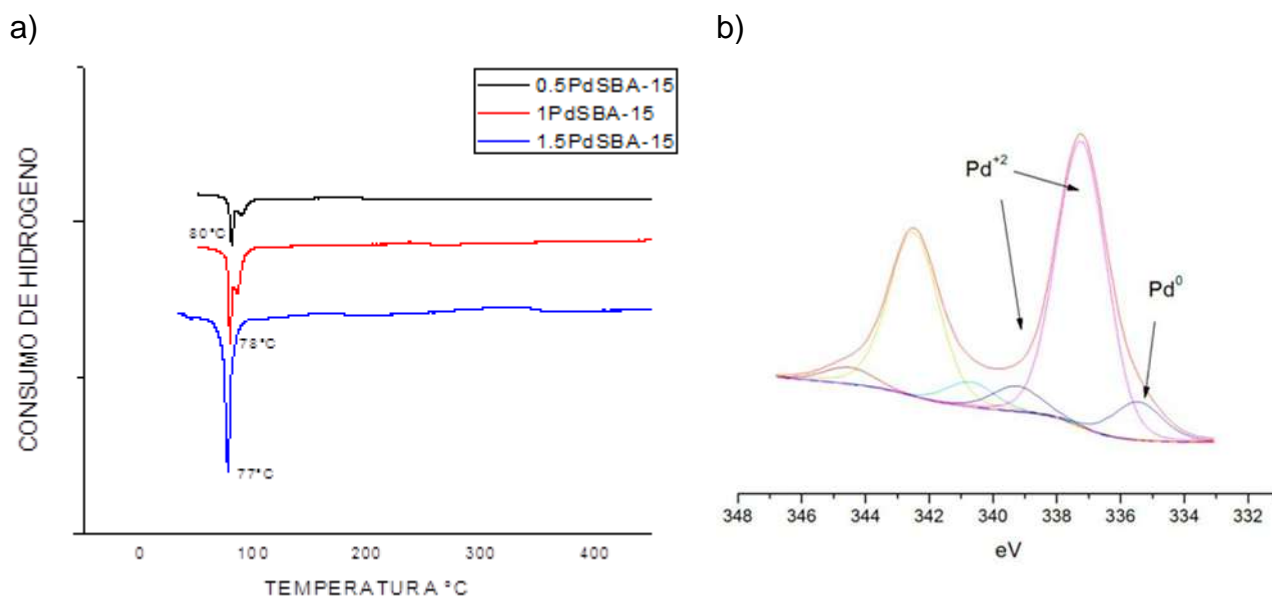 a)
b)
0.5PdSBA-15
1PdSBA-15
1.5PdSBA-15
CONSUMO DE HIDROGENO
80°C
78°C
77°C
0 100 200 300 400
TEMPERATURA ºC
Pd+2
Pd0
348 346 344 342 340 338 336 334 332
eV